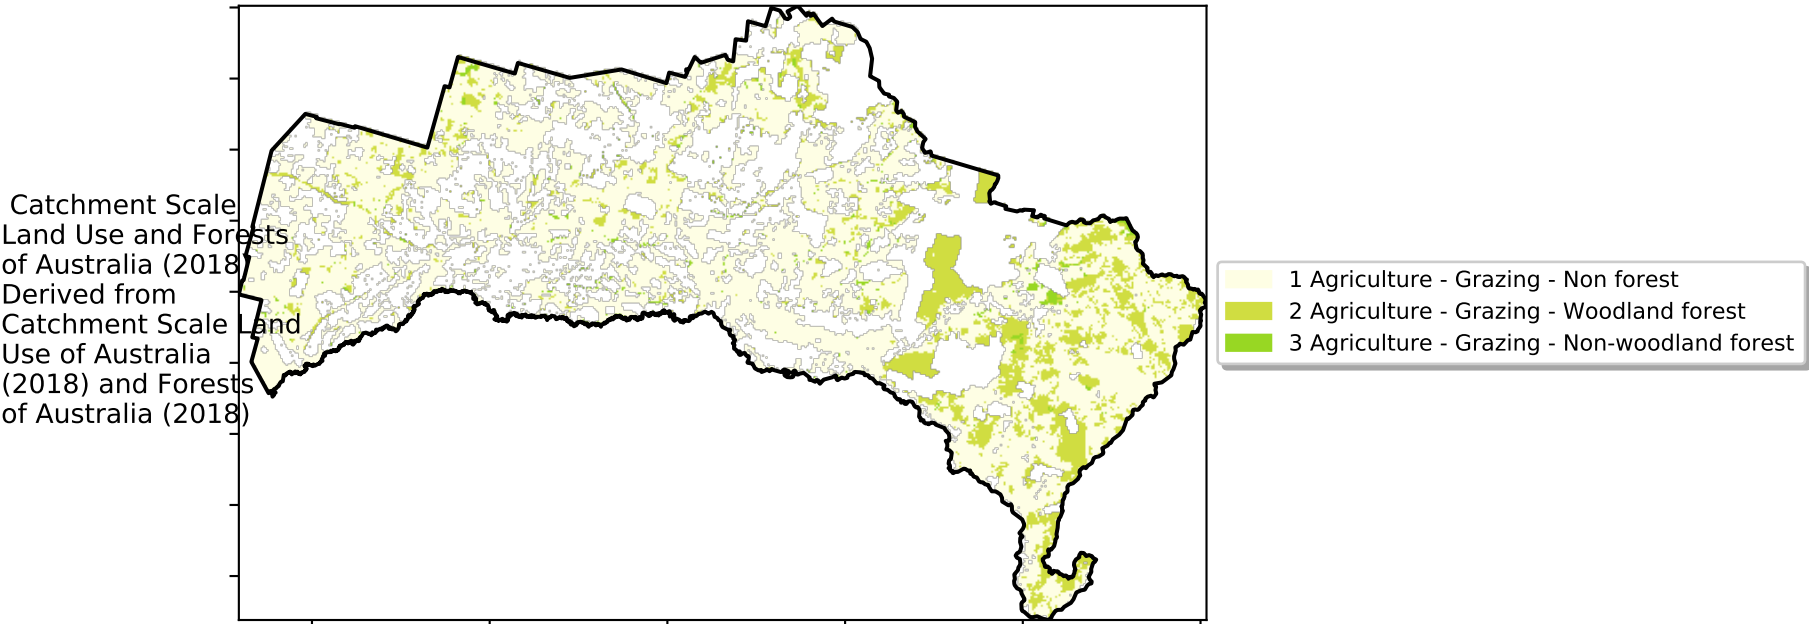 Catchment Scale
Land Use and Forests
of Australia (2018)
Derived from
Catchment Scale Land
Use of Australia
(2018) and Forests
of Australia (2018)
1 Agriculture - Grazing - Non forest
2 Agriculture - Grazing - Woodland forest
3 Agriculture - Grazing - Non-woodland forest